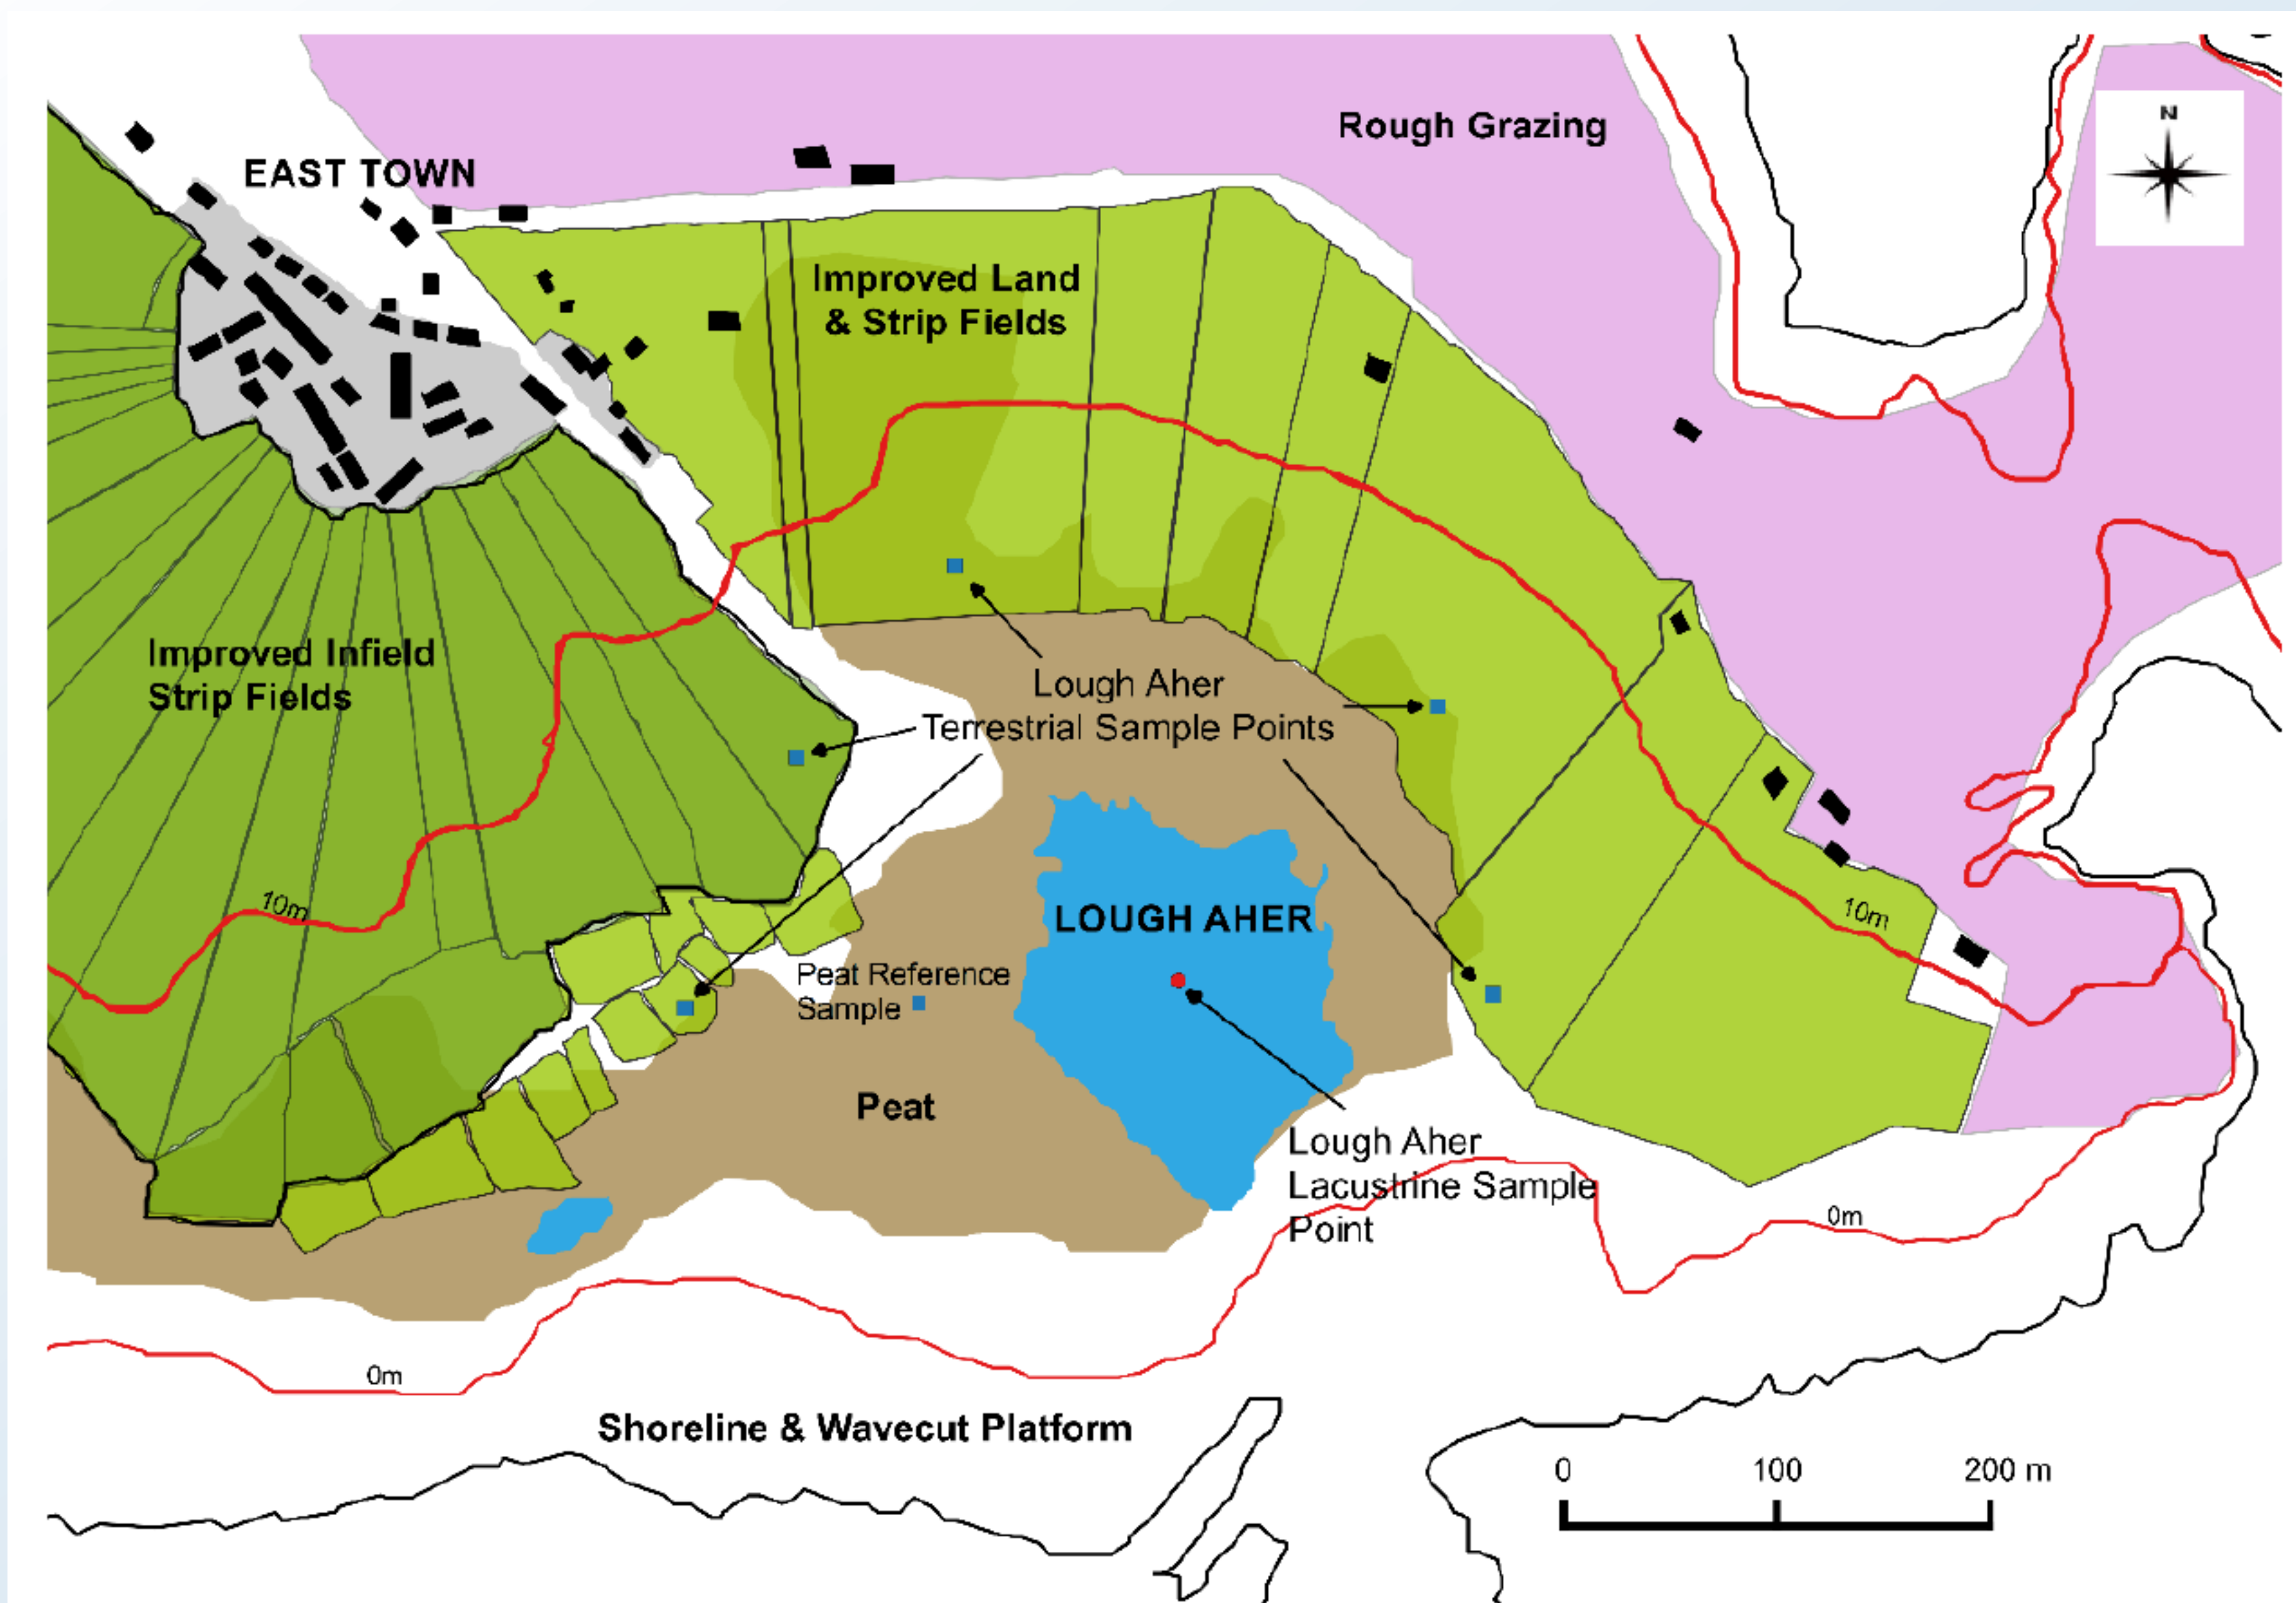 Rough Grazing
N
EAST TOWN
Improved Land
& Strip Fields
Improved Infield
Strip Fields
Lough Aher
Terrestrial Sample Points
10m
LOUGH AHER
10m
Peat Reference
Sample
Peat
Lough Aher
Lacustrine Sample
Point
0m
0m
Shoreline & Wavecut Platform
0 100 200 m